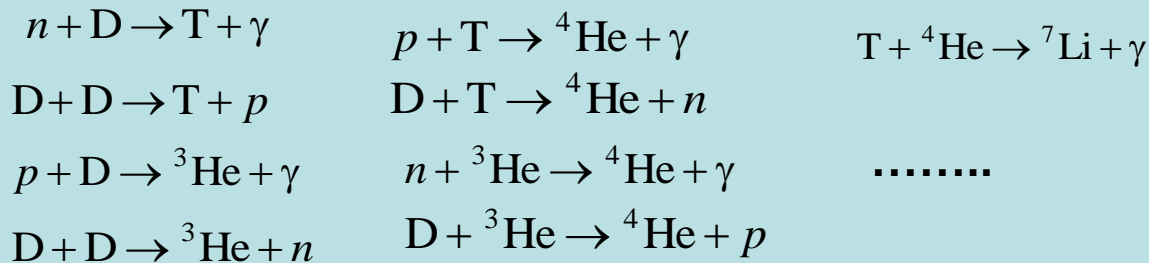 n + D → T + γ
D + D → T + p
p + D → ³He + γ
D + D → ³He + n
p + T → ⁴He + γ
D + T → ⁴He + n
n + ³He → ⁴He + γ
D + ³He → ⁴He + p
T + ⁴He → ⁷Li + γ
........